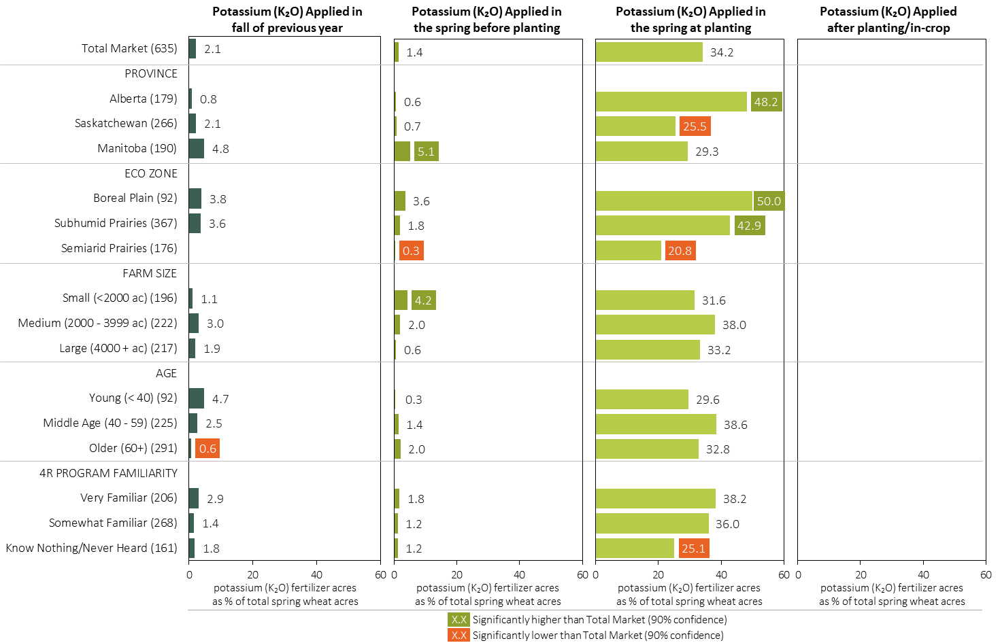 Potassium (K₂O) Applied in
fall of previous year
Potassium (K₂O) Applied in
the spring before planting
Potassium (K₂O) Applied in
the spring at planting
Potassium (K₂O) Applied
after planting/in-crop
Total Market (635) 2.1 1.4 34.2
PROVINCE
Alberta (179) 0.8 0.6 48.2
Saskatchewan (266) 2.1 0.7 25.5
Manitoba (190) 4.8 5.1 29.3
ECO ZONE
Boreal Plain (92) 3.8 3.6 50.0
Subhumid Prairies (367) 3.6 1.8 42.9
Semiarid Prairies (176) 0.3 20.8
FARM SIZE
Small (<2000 ac) (196) 1.1 4.2 31.6
Medium (2000 - 3999 ac) (222) 3.0 2.0 38.0
Large (4000 + ac) (217) 1.9 0.6 33.2
AGE
Young (< 40) (92) 4.7 0.3 29.6
Middle Age (40 - 59) (225) 2.5 1.4 38.6
Older (60+) (291) 0.6 2.0 32.8
4R PROGRAM FAMILIARITY
Very Familiar (206) 2.9 1.8 38.2
Somewhat Familiar (268) 1.4 1.2 36.0
Know Nothing/Never Heard (161) 1.8 1.2 25.1
0 20 40 60 0 20 40 60 0 20 40 60 0 20 40 60
potassium (K₂O) fertilizer acres
as % of total spring wheat acres
potassium (K₂O) fertilizer acres
as % of total spring wheat acres
potassium (K₂O) fertilizer acres
as % of total spring wheat acres
potassium (K₂O) fertilizer acres
as % of total spring wheat acres
X.X Significantly higher than Total Market (90% confidence)
X.X Significantly lower than Total Market (90% confidence)